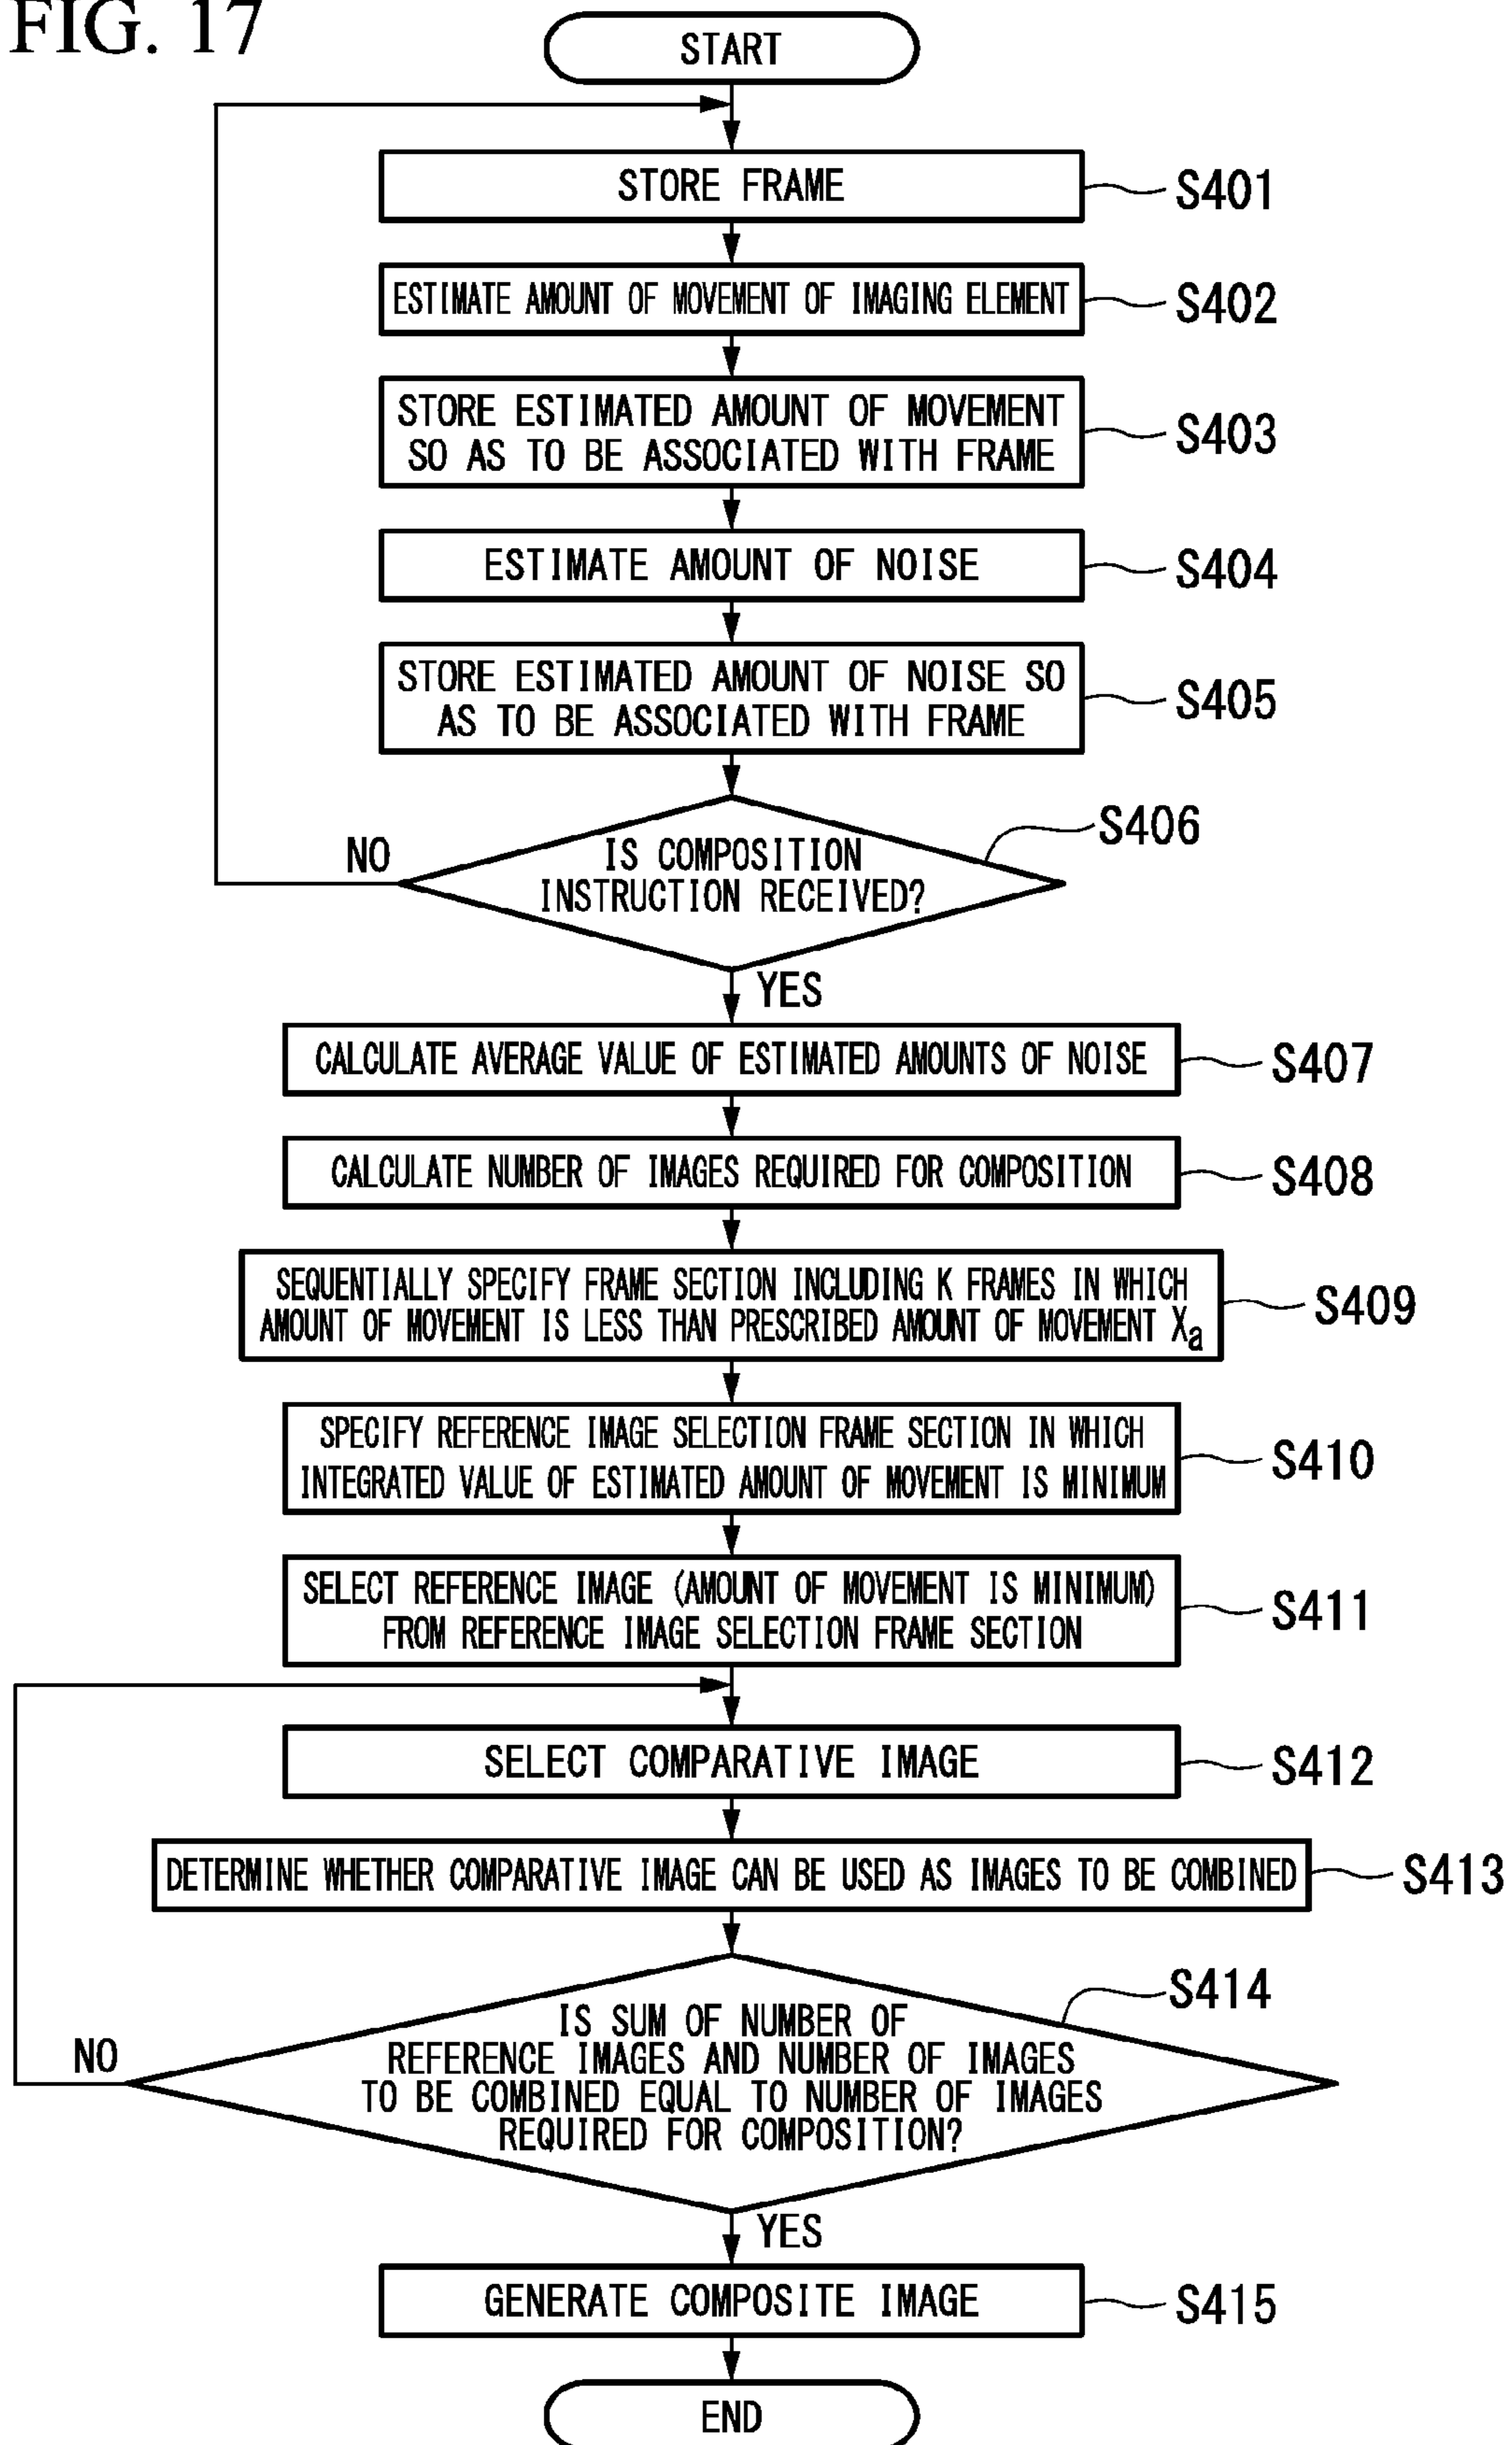 FIG. 17
START
STORE FRAME
S401
ESTIMATE AMOUNT OF MOVEMENT OF IMAGING ELEMENT
S402
STORE ESTIMATED AMOUNT OF MOVEMENT
SO AS TO BE ASSOCIATED WITH FRAME
S403
ESTIMATE AMOUNT OF NOISE
S404
STORE ESTIMATED AMOUNT OF NOISE SO
AS TO BE ASSOCIATED WITH FRAME
S405
S406
NO
IS COMPOSITION
INSTRUCTION RECEIVED?
YES
CALCULATE AVERAGE VALUE OF ESTIMATED AMOUNTS OF NOISE
S407
CALCULATE NUMBER OF IMAGES REQUIRED FOR COMPOSITION
S408
SEQUENTIALLY SPECIFY FRAME SECTION INCLUDING K FRAMES IN WHICH
AMOUNT OF MOVEMENT IS LESS THAN PRESCRIBED AMOUNT OF MOVEMENT Xa
S409
SPECIFY REFERENCE IMAGE SELECTION FRAME SECTION IN WHICH
INTEGRATED VALUE OF ESTIMATED AMOUNT OF MOVEMENT IS MINIMUM
S410
SELECT REFERENCE IMAGE (AMOUNT OF MOVEMENT IS MINIMUM)
FROM REFERENCE IMAGE SELECTION FRAME SECTION
S411
SELECT COMPARATIVE IMAGE
S412
DETERMINE WHETHER COMPARATIVE IMAGE CAN BE USED AS IMAGES TO BE COMBINED
S413
S414
NO
IS SUM OF NUMBER OF
REFERENCE IMAGES AND NUMBER OF IMAGES
TO BE COMBINED EQUAL TO NUMBER OF IMAGES
REQUIRED FOR COMPOSITION?
YES
GENERATE COMPOSITE IMAGE
S415
END